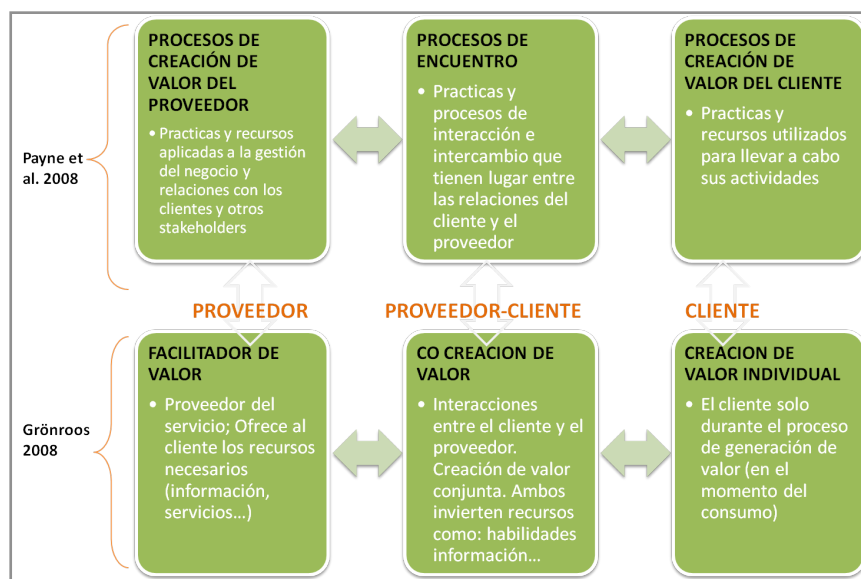 PROCESOS DE
CREACIÓN DE
VALOR DEL
PROVEEDOR
• Practicas y recursos
aplicadas a la gestión
del negocio y
relaciones con los
clientes y otros
stakeholders
PROCESOS DE
ENCUENTRO
• Practicas y
procesos de
interacción e
intercambio que
tienen lugar entre
las relaciones del
cliente y el
proveedor
PROCESOS DE
CREACIÓN DE
VALOR DEL CLIENTE
• Practicas y
recursos utilizados
para llevar a cabo
sus actividades
Payne et
al. 2008
PROVEEDOR
PROVEEDOR-CLIENTE
CLIENTE
Grönroos
2008
FACILITADOR DE
VALOR
• Proveedor del
servicio; Ofrece al
cliente los recursos
necesarios
(información,
servicios...)
CO CREACION DE
VALOR
• Interacciones
entre el cliente y el
proveedor.
Creación de valor
conjunta. Ambos
invierten recursos
como: habilidades
información...
CREACION DE
VALOR INDIVIDUAL
• El cliente solo
durante el proceso
de generación de
valor (en el
momento del
consumo)